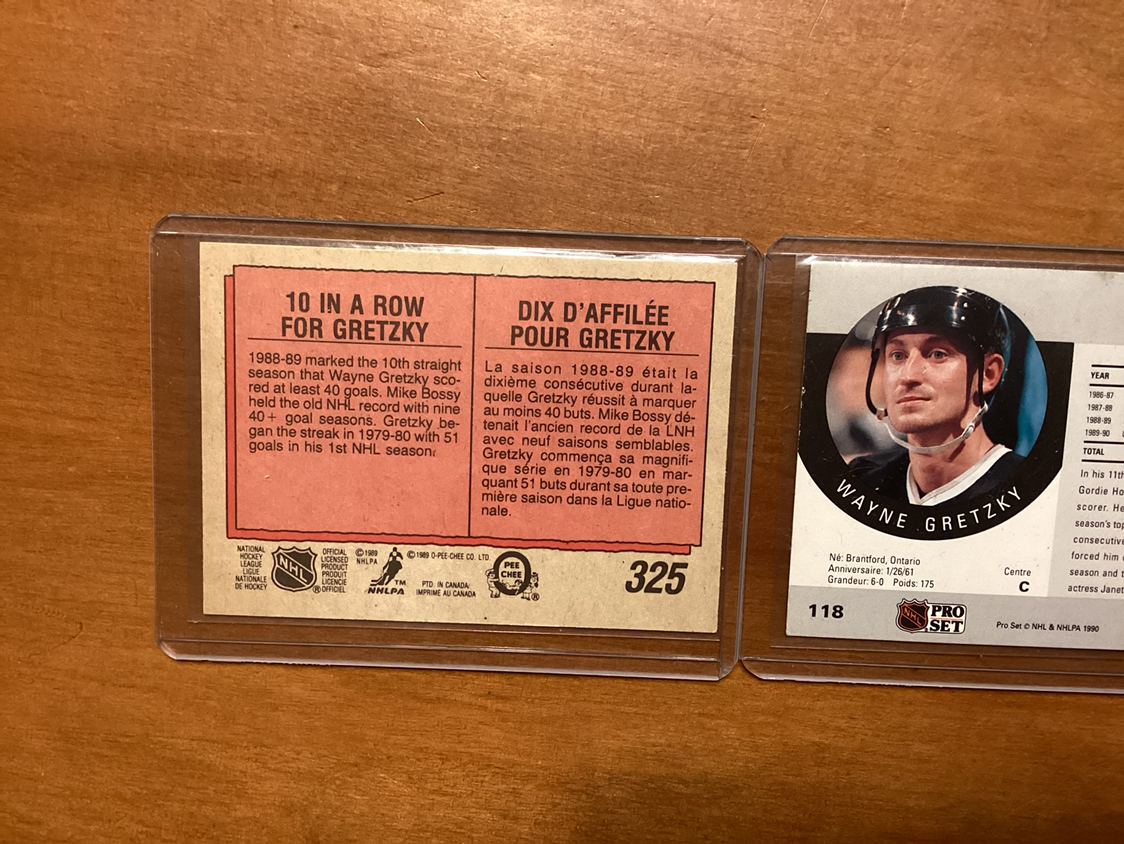 10 IN A ROW
FOR GRETZKY
1988-89 marked the 10th straight
season that Wayne Gretzky sco-
red at least 40 goals. Mike Bossy
held the old NHL record with nine
40+ goal seasons. Gretzky be-
gan the streak in 1979-80 with 51
goals in his 1st NHL season
DIX D'AFFILÉE
POUR GRETZKY
La saison 1988-89 était la
dixième consécutive durant la-
quelle Gretzky réussit à marquer
au moins 40 buts. Mike Bossy dé-
tenait l'ancien record de la LNH
avec neuf saisons semblables.
Gretzky commença sa magnifi-
que série en 1979-80 en mar-
quant 51 buts durant sa toute pre-
mière saison dans la Ligue natio-
nale.
NATIONAL
HOCKEY
LEAGUE
LIGUE
NATIONALE
DE HOCKEY
NHL
®
OFFICIAL
LICENSED
PRODUCT
PRODUIT
LICENCIÉ
OFFICIEL
©1989
NHLPA
TM
NHLPA
©1989 O-PEE-CHEE CO. LTD.
PTD. IN CANADA
IMPRIMÉ AU CANADA
PEE
CHEE
®
325
WAYNE GRETZKY
Né: Brantford, Ontario
Anniversaire: 1/26/61
Grandeur: 6-0 Poids: 175
Centre
C
118
NHL
PRO
SET
Pro Set © NHL & NHLPA 1990
YEAR
1986-87
1987-88
1988-89
1989-90
TOTAL
In his 11th
Gordie Ho
scorer. He
season's top
consecutive
forced him
season and t
actress Janet